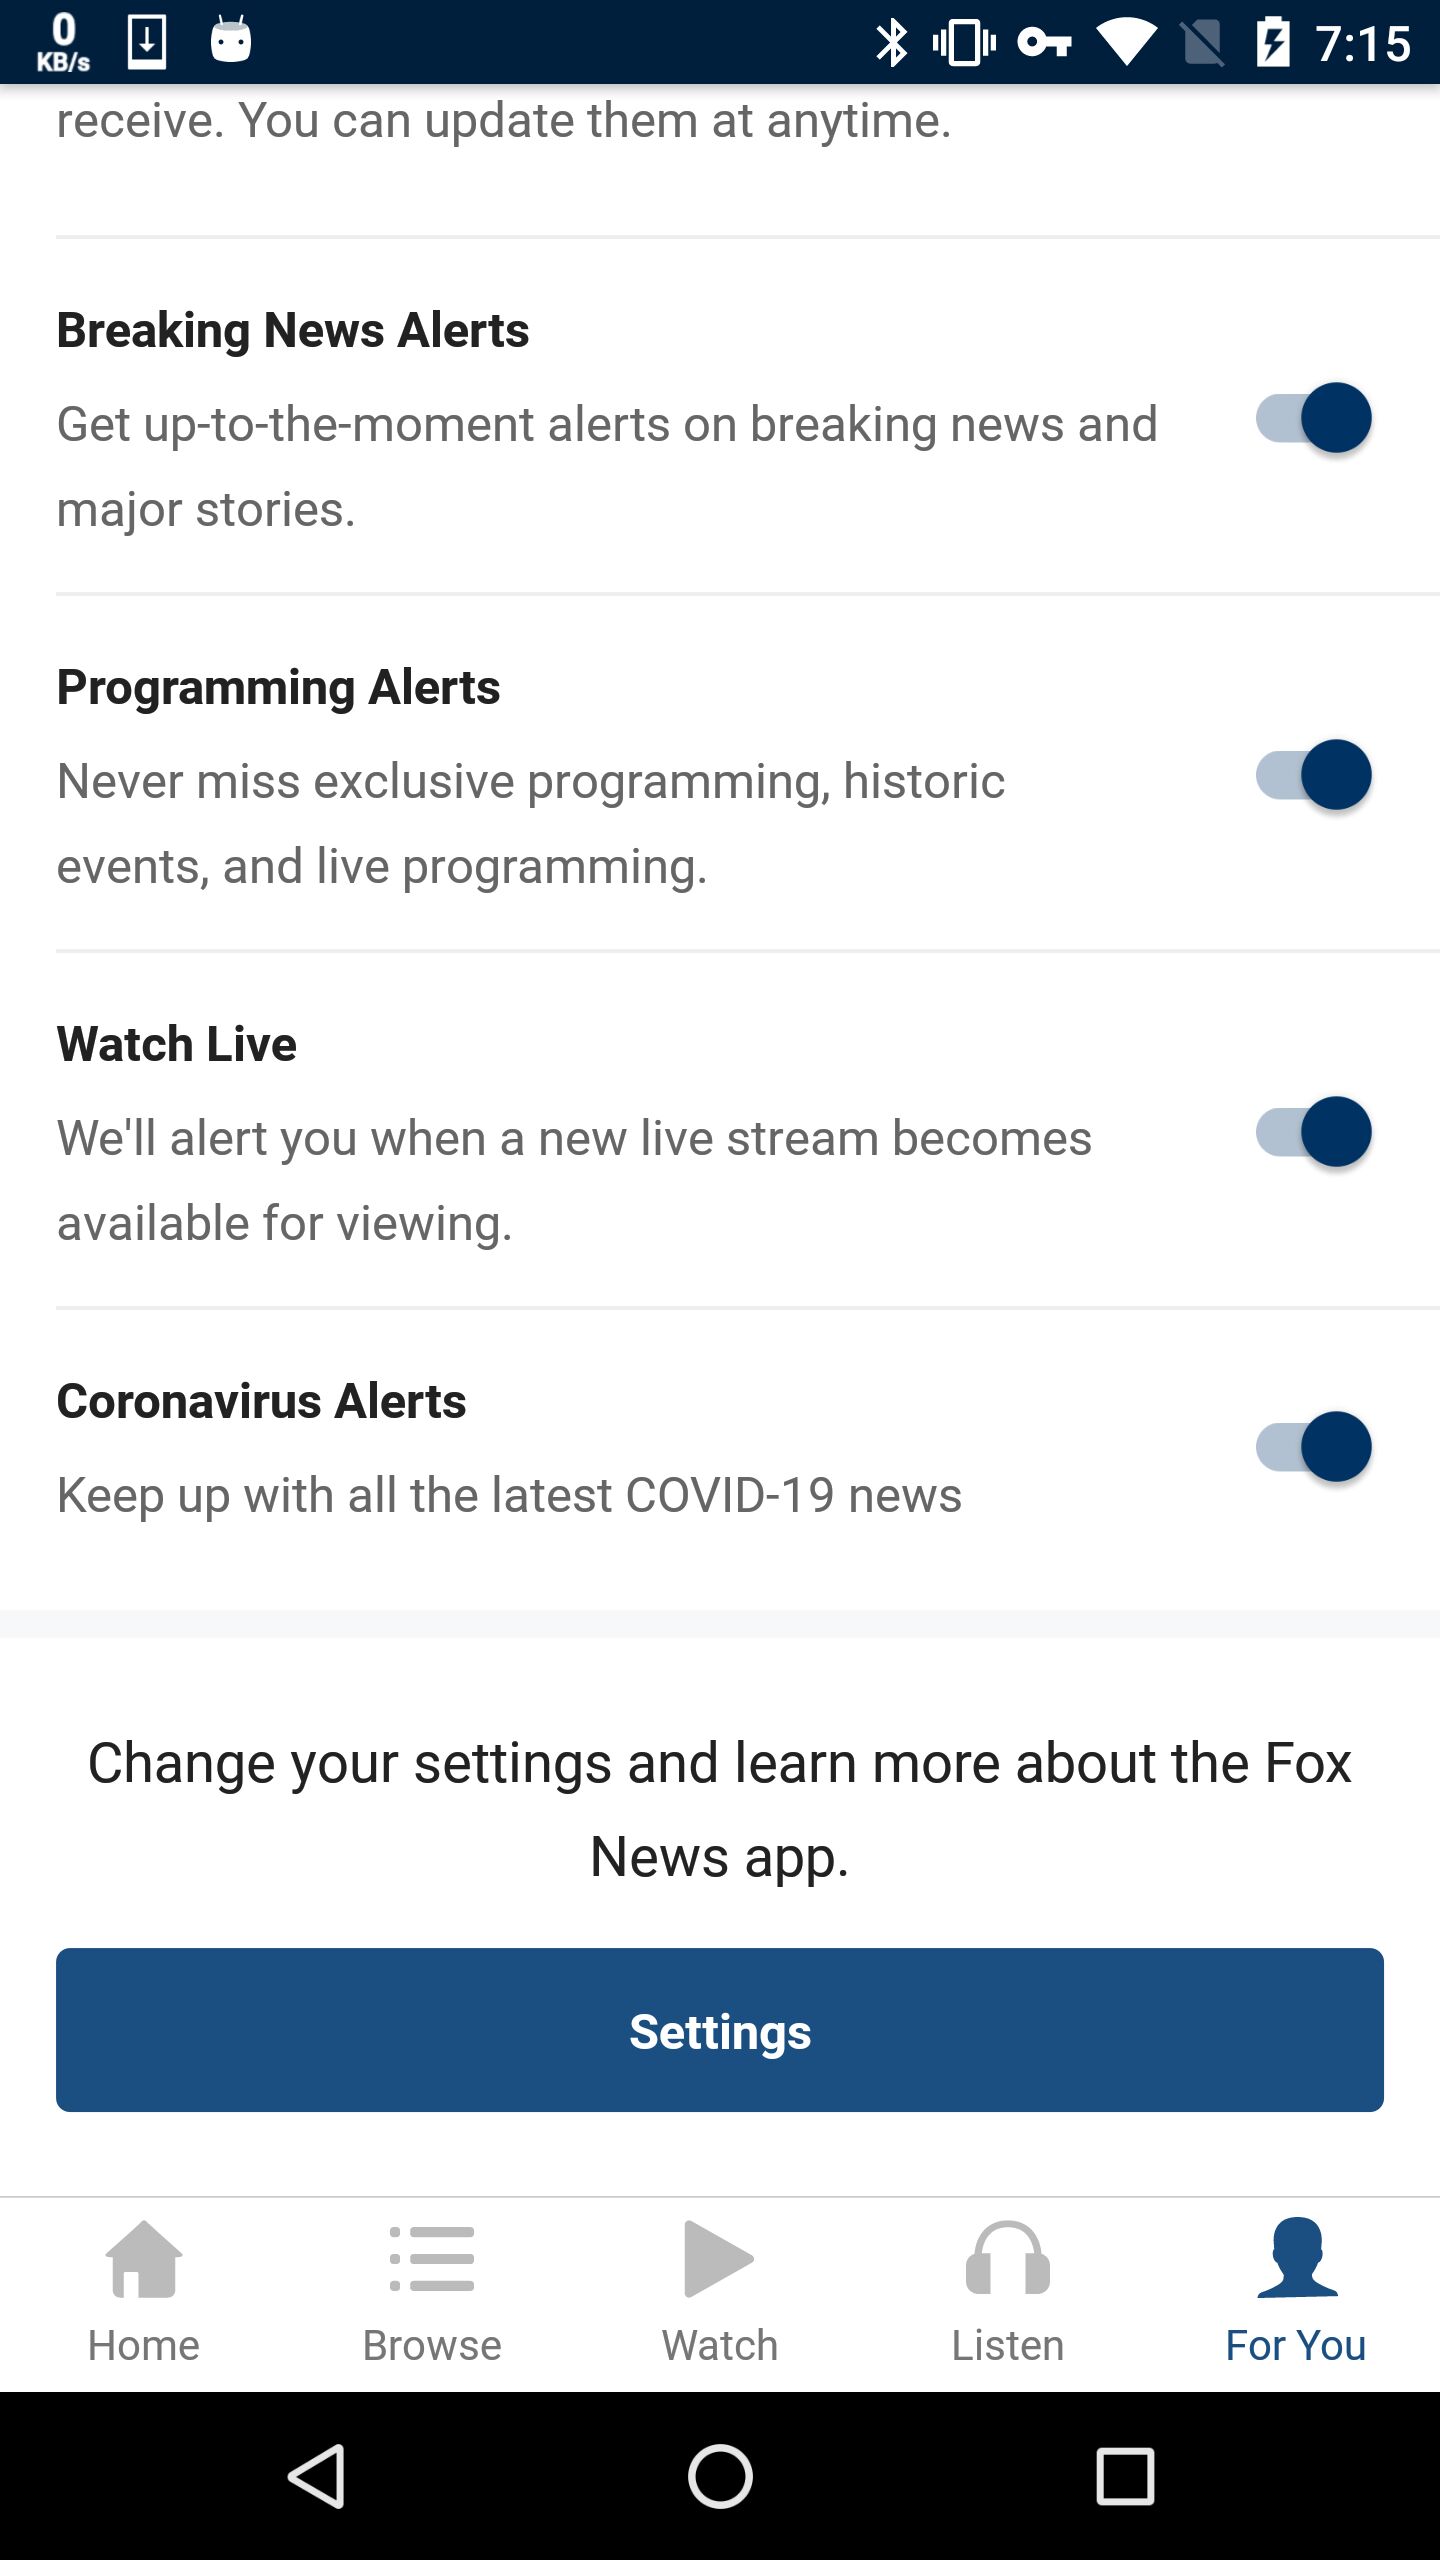 0
KB/s
7:15
receive. You can update them at anytime.
Breaking News Alerts
Get up-to-the-moment alerts on breaking news and
major stories.
Programming Alerts
Never miss exclusive programming, historic
events, and live programming.
Watch Live
We'll alert you when a new live stream becomes
available for viewing.
Coronavirus Alerts
Keep up with all the latest COVID-19 news
Change your settings and learn more about the Fox
News app.
Settings
Home
Browse
Watch
Listen
For You